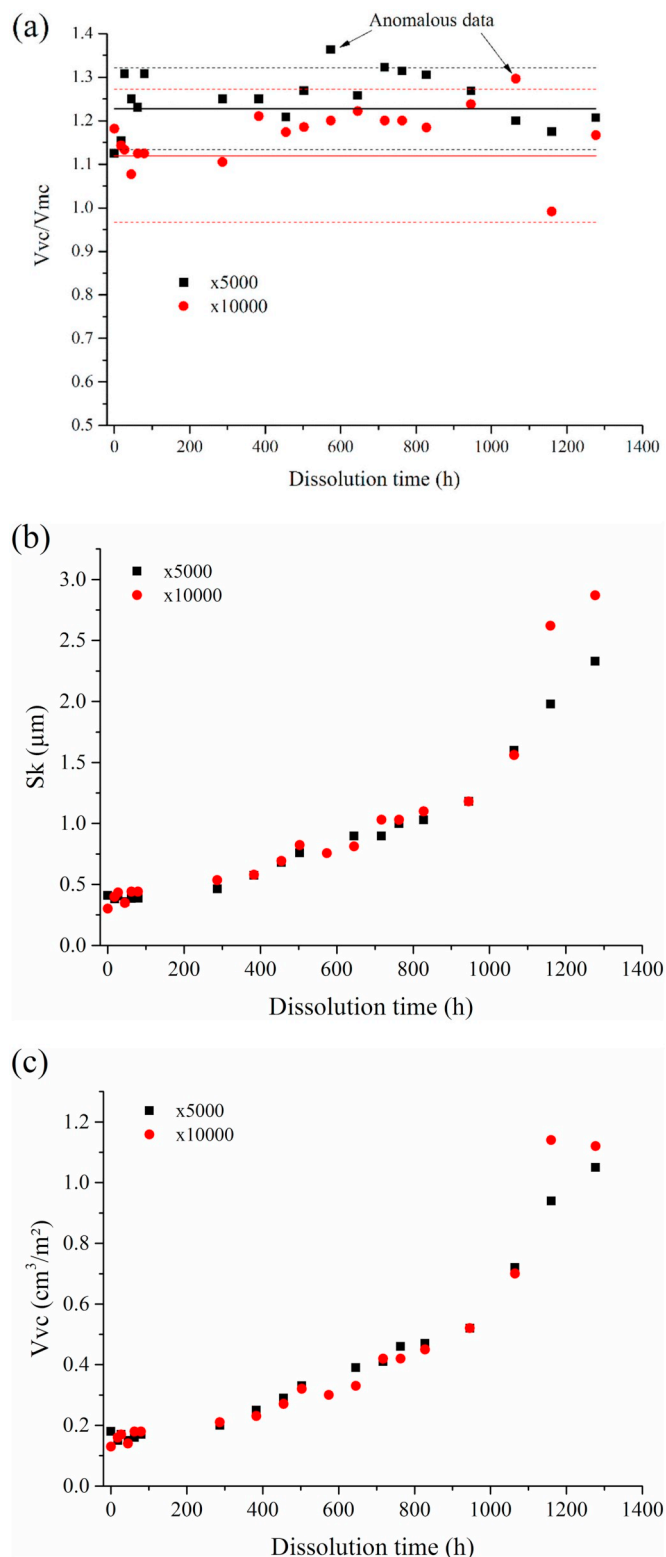 (a)
Anomalous data
1.4
1.3
1.2
1.1
1.0
0.9
1.2
1.1
0.6
0.5
Vvc/Vmc
x5000
x10000
0 200 400 600 800 1000 1200 1400
Dissolution time (h)
(b)
x5000
x10000
3.0
2.5
2.0
1.5
1.0
0.5
0.0
Sk (µm)
0 200 400 600 800 1000 1200 1400
Dissolution time (h)
(c)
x5000
x10000
1.2
1.0
0.8
0.6
0.4
0.2
0.0
Vvc (cm³/m²)
0 200 400 600 800 1000 1200 1400
Dissolution time (h)